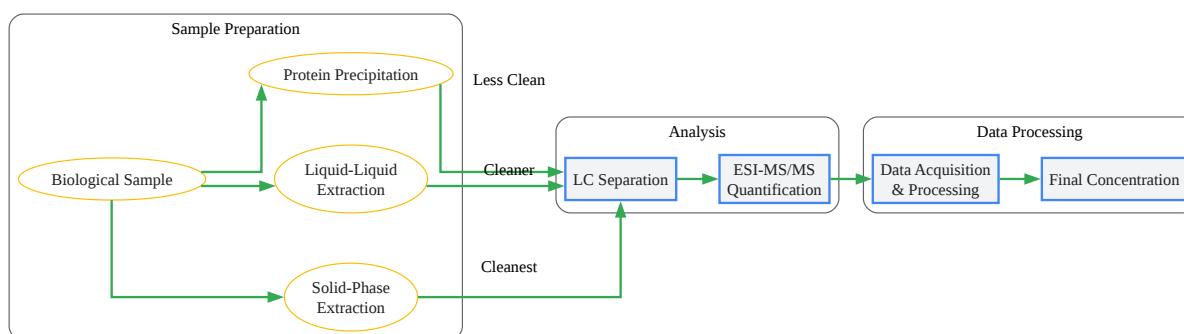 Sample Preparation
Protein Precipitation
Less Clean
Analysis
Data Processing
Biological Sample
Liquid-Liquid
Extraction
Cleaner
LC Separation
ESI-MS/MS
Quantification
Data Acquisition
& Processing
Final Concentration
Solid-Phase
Extraction
Cleanest